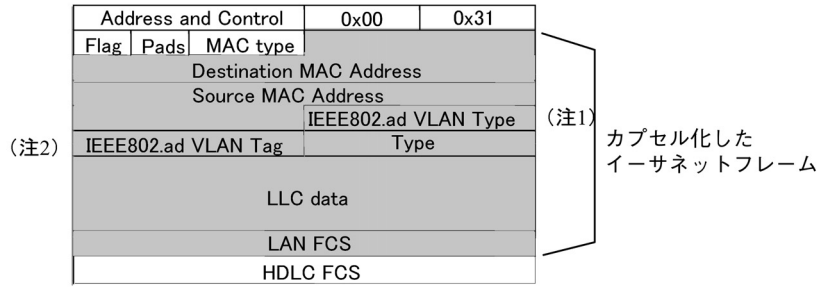 Address and Control 0x00 0x31
Flag Pads MAC type
Destination MAC Address
Source MAC Address
IEEE802.ad VLAN Type （注1）
（注2） IEEE802.ad VLAN Tag Type
カプセル化した
イーサネットフレーム
LLC data
LAN FCS
HDLC FCS